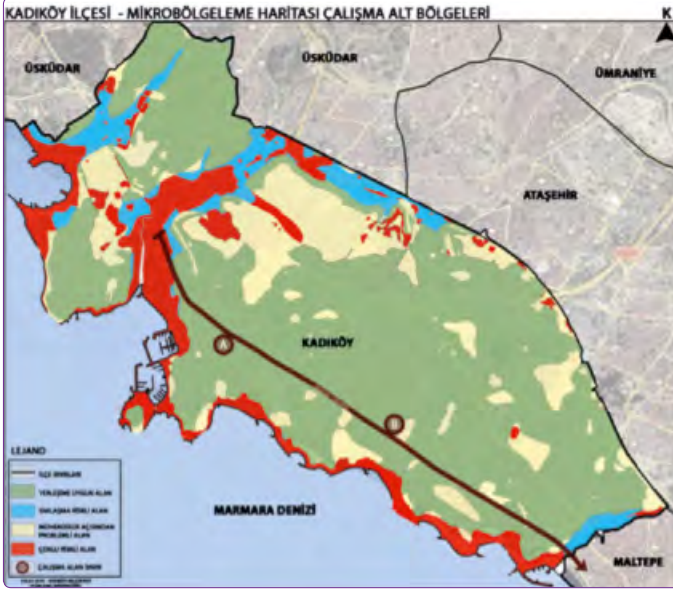 KADIKÖY İLÇESİ - MİKROBÖLGELEME HARİTASI ÇALIŞMA ALT BÖLGELERİ
K
ÜSKÜDAR
ÜSKÜDAR
ÜMRANİYE
ATAŞEHİR
KADIKÖY
I
II
MARMARA DENİZİ
MALTEPE
LEJAND
İLÇE SINIRLARI
YERLEŞİME UYGUN ALAN
SIVILAŞMA RİSKLİ ALAN
MÜHENDİSLİK AÇISINDAN
PROBLEMLİ ALAN
ÇOKLU RİSKLİ ALAN
ÇALIŞMA ALAN SINIRI